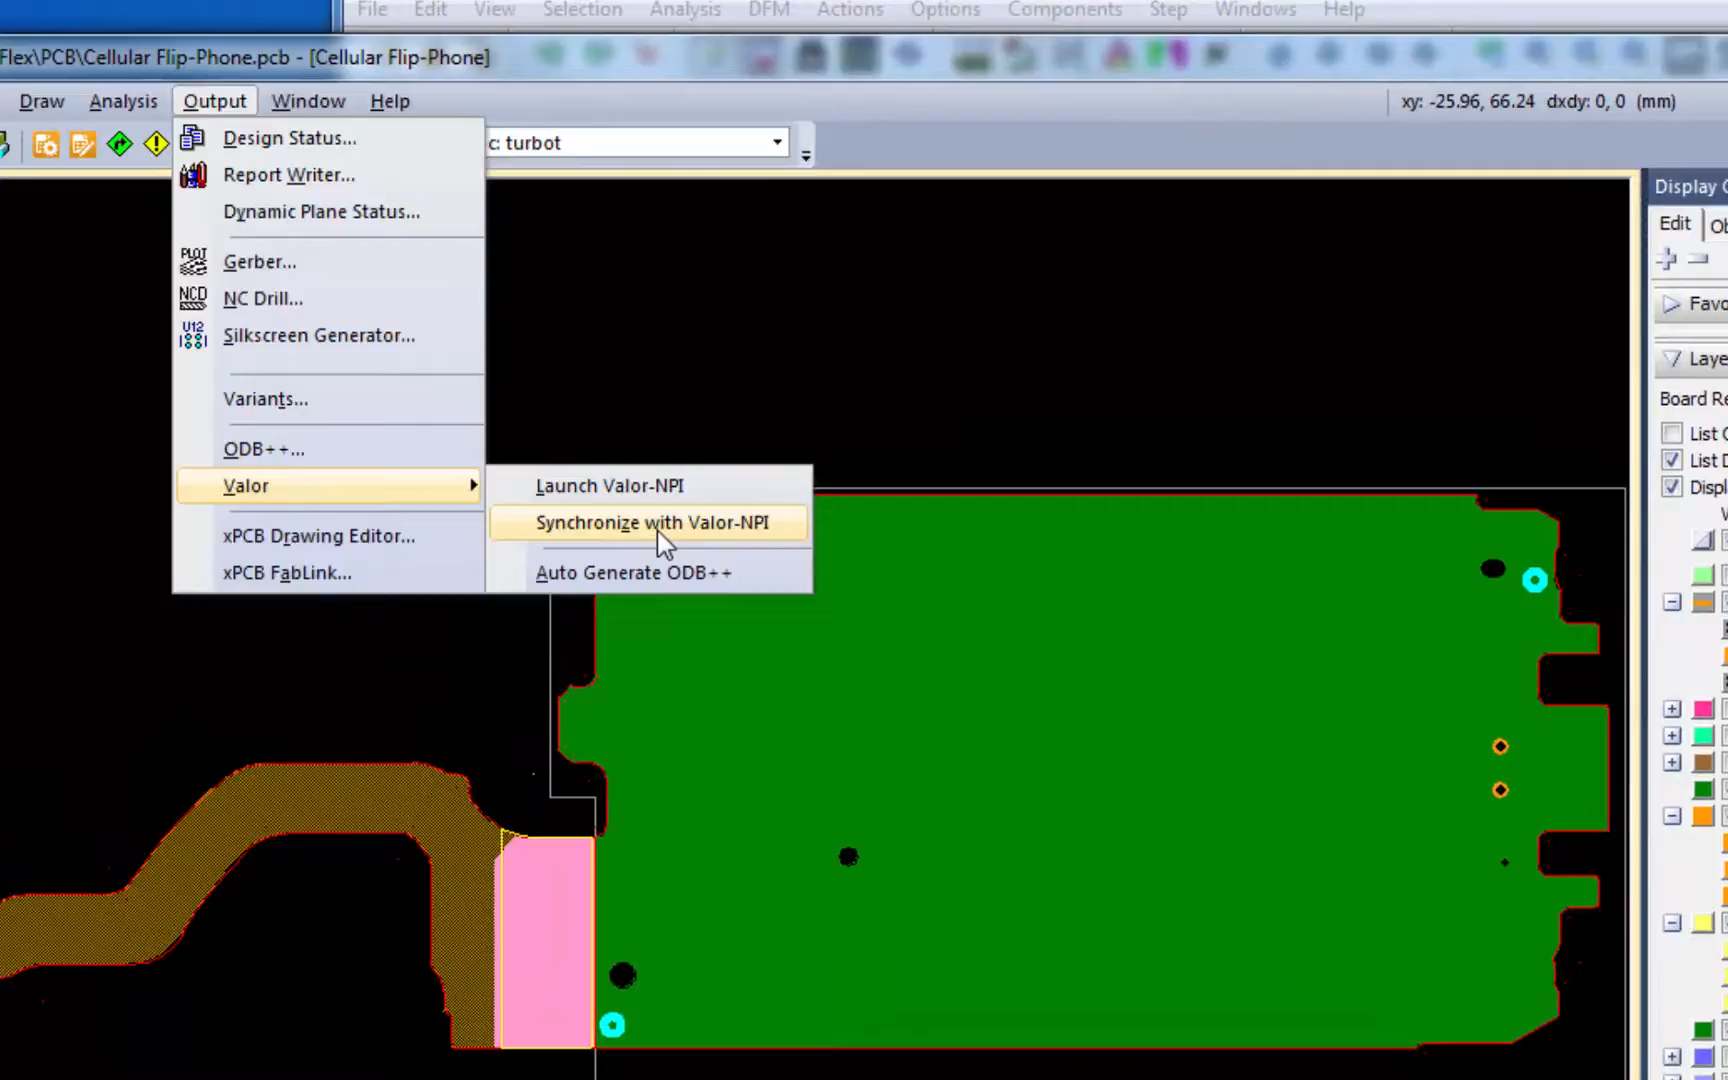 File Edit View Selection Analysis DFM Actions Options Components Step Windows Help
Flex\PCB\Cellular Flip-Phone.pcb - [Cellular Flip-Phone]
Draw Analysis Output Window Help
xy: -25.96, 66.24 dxdy: 0, 0 (mm)
c: turbot
Design Status...
Report Writer...
Dynamic Plane Status...
PLOT
Gerber...
NCD
NC Drill...
U12
Silkscreen Generator...
Variants...
ODB++...
Valor
xPCB Drawing Editor...
xPCB FabLink...
Launch Valor-NPI
Synchronize with Valor-NPI
Auto Generate ODB++
Display
Edit
Favo
Laye
Board Re
List
List
Displ